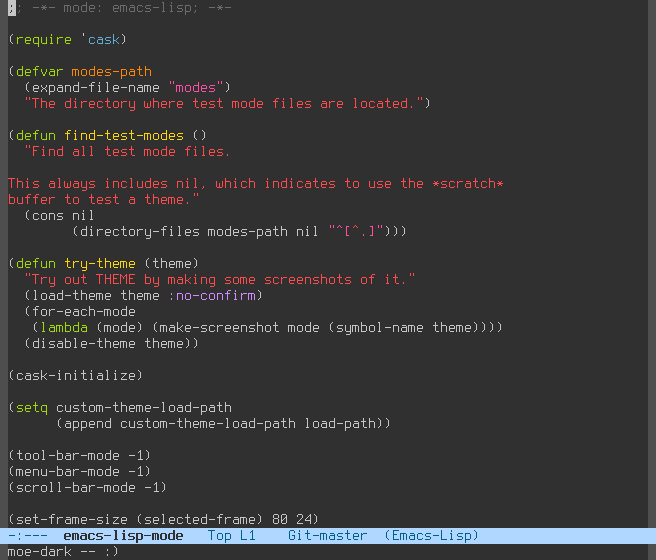 ;; -*- mode: emacs-lisp; -*-

(require 'cask)

(defvar modes-path
  (expand-file-name "modes")
  "The directory where test mode files are located.")

(defun find-test-modes ()
  "Find all test mode files.

This always includes nil, which indicates to use the *scratch*
buffer to test a theme."
  (cons nil
        (directory-files modes-path nil "^[^.]")))

(defun try-theme (theme)
  "Try out THEME by making some screenshots of it."
  (load-theme theme :no-confirm)
  (for-each-mode
   (lambda (mode) (make-screenshot mode (symbol-name theme))))
  (disable-theme theme))

(cask-initialize)

(setq custom-theme-load-path
      (append custom-theme-load-path load-path))

(tool-bar-mode -1)
(menu-bar-mode -1)
(scroll-bar-mode -1)

(set-frame-size (selected-frame) 80 24)
-:---  emacs-lisp-mode   Top L1    Git-master  (Emacs-Lisp)
moe-dark -- :)